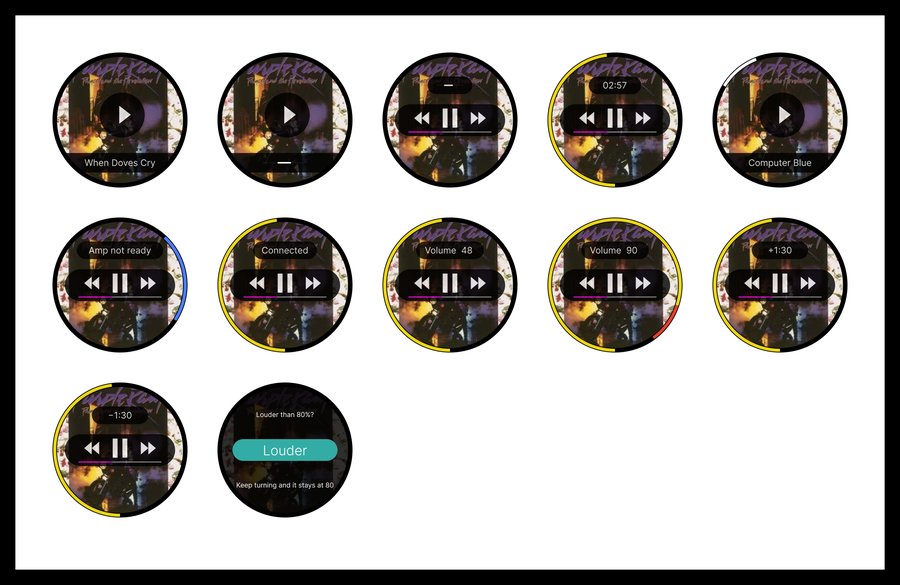 When Doves Cry
—
—
02:57
Computer Blue
Amp not ready
Connected
Volume 48
Volume 90
+1:30
−1:30
Louder than 80%?
Louder
Keep turning and it stays at 80